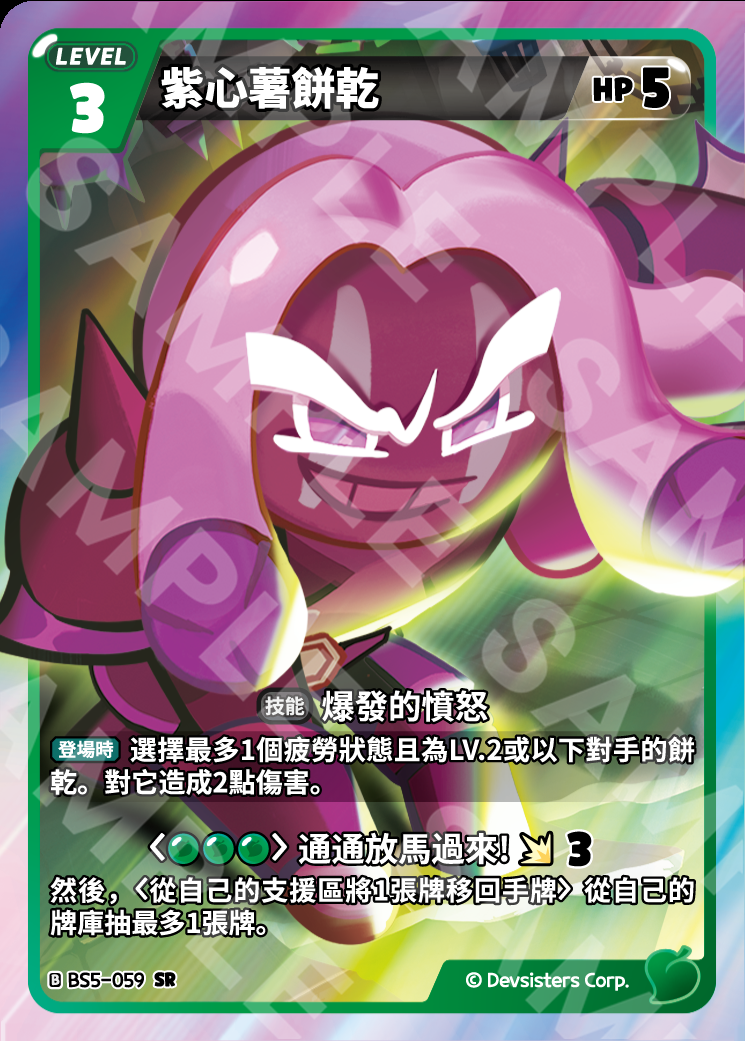 LEVEL
3
紫心薯餅乾
HP 5
技能 爆發的憤怒
登場時 選擇最多1個疲勞狀態且為LV.2或以下對手的餅
乾。對它造成2點傷害。
〈●●●〉通通放馬過來! 3
然後，〈從自己的支援區將1張牌移回手牌〉從自己的
牌庫抽最多1張牌。
B BS5-059 SR
© Devsisters Corp.
SAMPLE